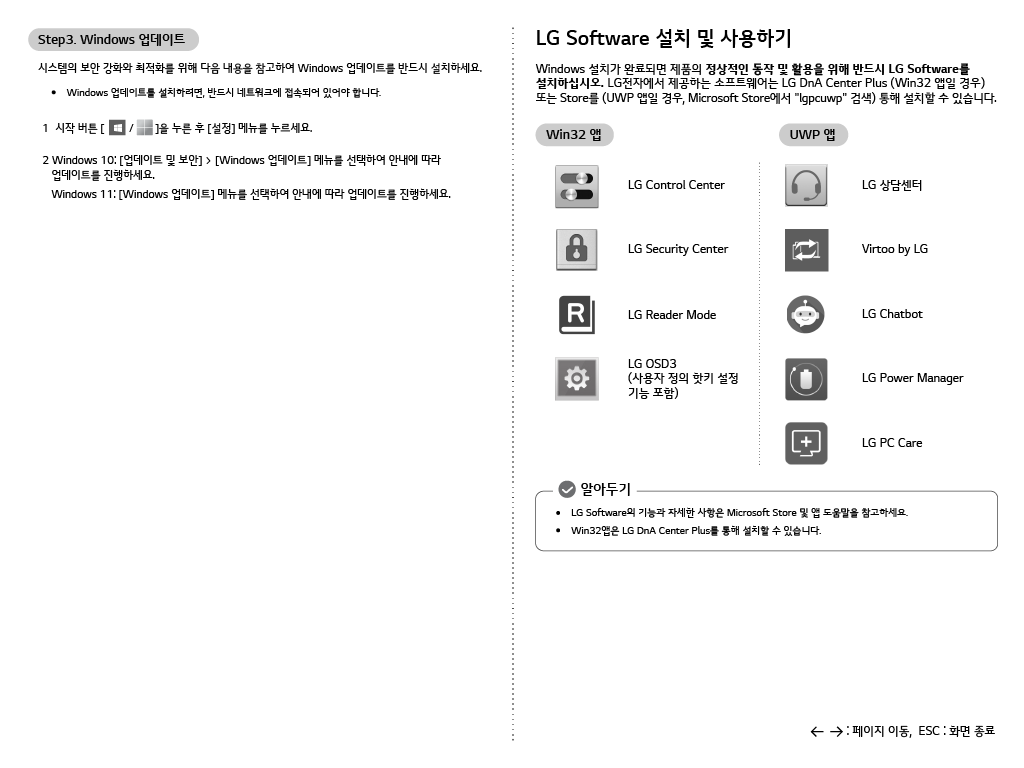 Step3. Windows 업데이트
시스템의 보안 강화와 최적화를 위해 다음 내용을 참고하여 Windows 업데이트를 반드시 설치하세요.
• Windows 업데이트를 설치하려면, 반드시 네트워크에 접속되어 있어야 합니다.
1 시작 버튼 [ / ]을 누른 후 [설정] 메뉴를 누르세요.
2 Windows 10: [업데이트 및 보안] > [Windows 업데이트] 메뉴를 선택하여 안내에 따라
업데이트를 진행하세요.
Windows 11: [Windows 업데이트] 메뉴를 선택하여 안내에 따라 업데이트를 진행하세요.
LG Software 설치 및 사용하기
Windows 설치가 완료되면 제품의 정상적인 동작 및 활용을 위해 반드시 LG Software를
설치하십시오. LG전자에서 제공하는 소프트웨어는 LG DnA Center Plus (Win32 앱일 경우)
또는 Store를 (UWP 앱일 경우, Microsoft Store에서 "lgpcuwp" 검색) 통해 설치할 수 있습니다.
Win32 앱
LG Control Center
LG Security Center
R
LG Reader Mode
LG OSD3
(사용자 정의 핫키 설정
기능 포함)
UWP 앱
LG 상담센터
Virtoo by LG
LG Chatbot
LG Power Manager
LG PC Care
알아두기
• LG Software의 기능과 자세한 사항은 Microsoft Store 및 앱 도움말을 참고하세요.
• Win32앱은 LG DnA Center Plus를 통해 설치할 수 있습니다.
← → : 페이지 이동, ESC : 화면 종료